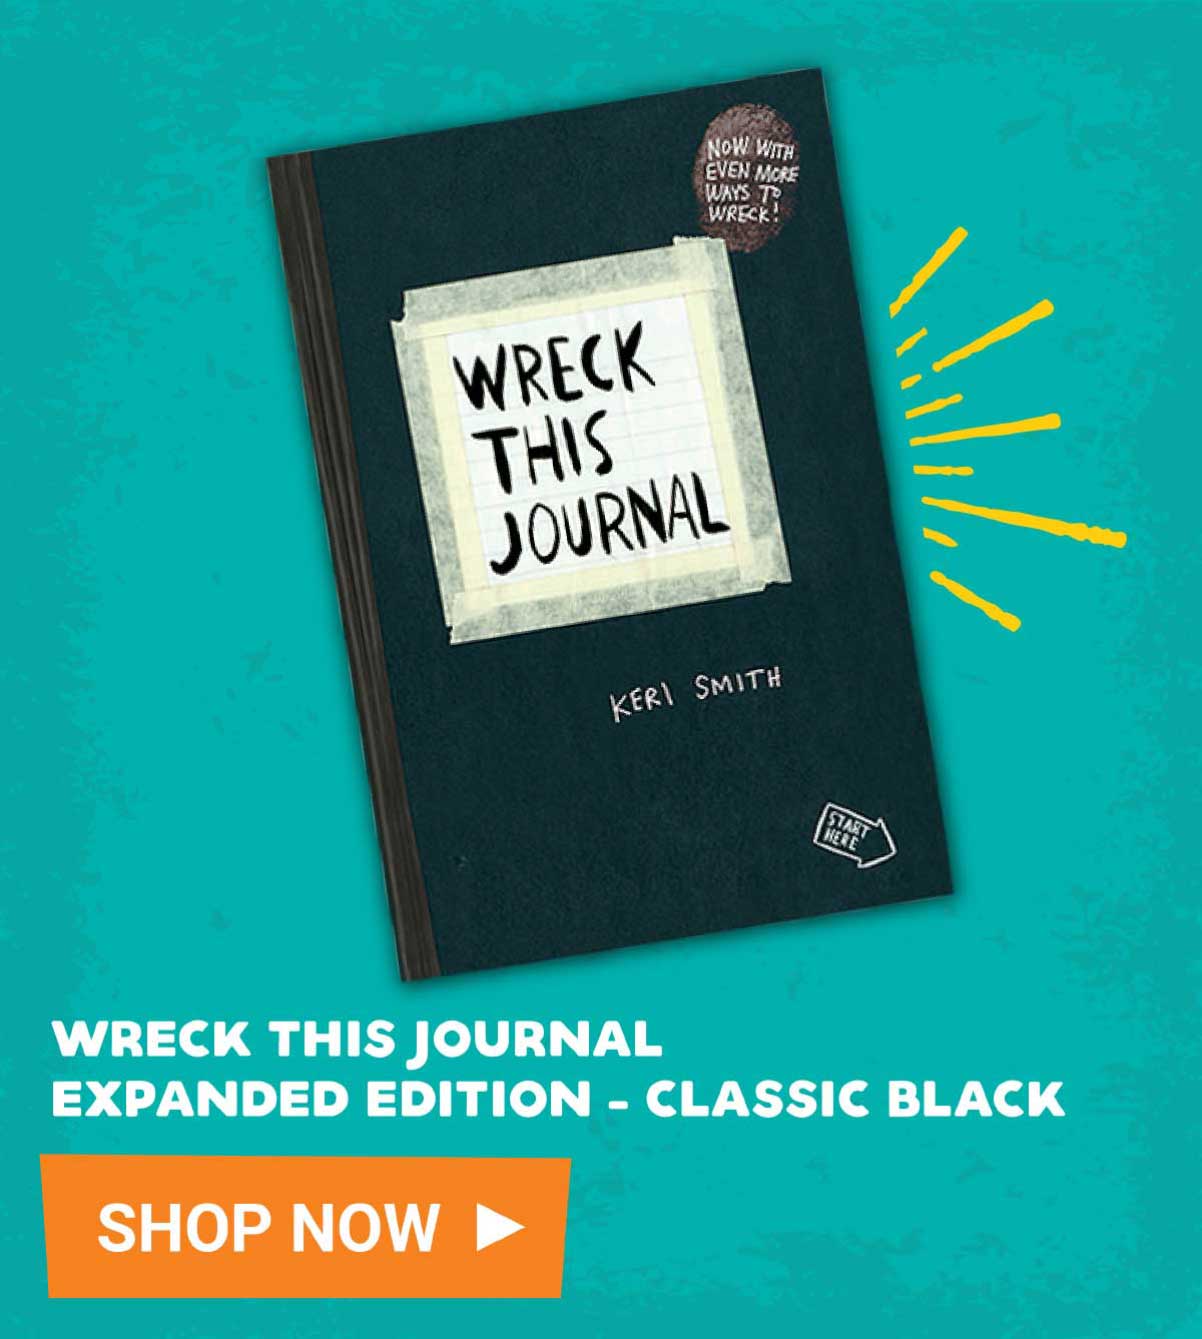 NOW WITH
EVEN MORE
WAYS TO
WRECK!
WRECK
THIS
JOURNAL
KERI SMITH
START
HERE
WRECK THIS JOURNAL
EXPANDED EDITION - CLASSIC BLACK
SHOP NOW